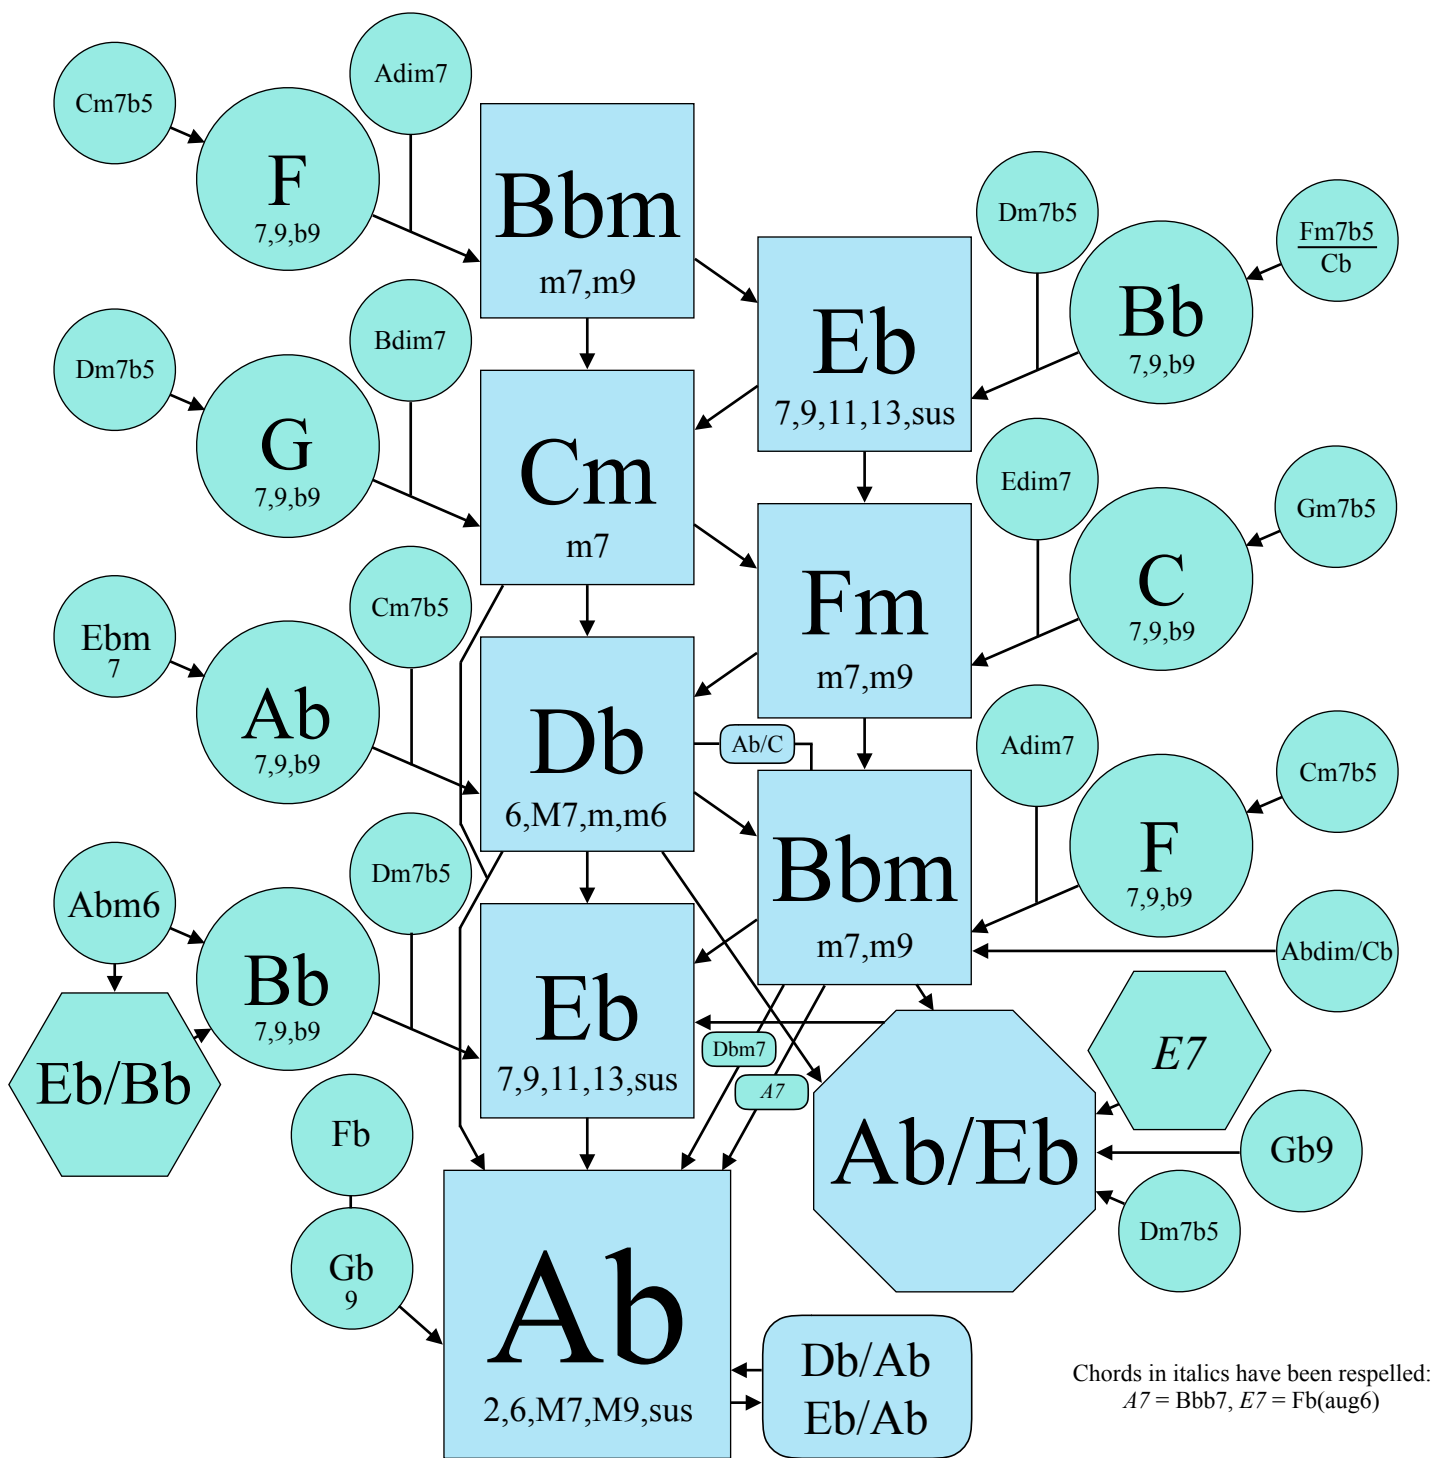 Adim7
Cm7b5
F
7,9,b9
Bbm
m7,m9
Dm7b5
Fm7b5
Cb
Bb
7,9,b9
Eb
7,9,11,13,sus
Bdim7
Dm7b5
G
7,9,b9
Cm
m7
Edim7
Gm7b5
C
7,9,b9
Fm
m7,m9
Cm7b5
Ebm
7
Ab
7,9,b9
Db
6,M7,m,m6
Ab/C
Adim7
Cm7b5
F
7,9,b9
Bbm
m7,m9
Dm7b5
Abm6
Bb
7,9,b9
Eb/Bb
Eb
7,9,11,13,sus
Abdim/Cb
Dbm7
A7
E7
Ab/Eb
Gb9
Dm7b5
Fb
Gb
9
Ab
2,6,M7,M9,sus
Db/Ab
Eb/Ab
Chords in italics have been respelled:
A7 = Bbb7, E7 = Fb(aug6)